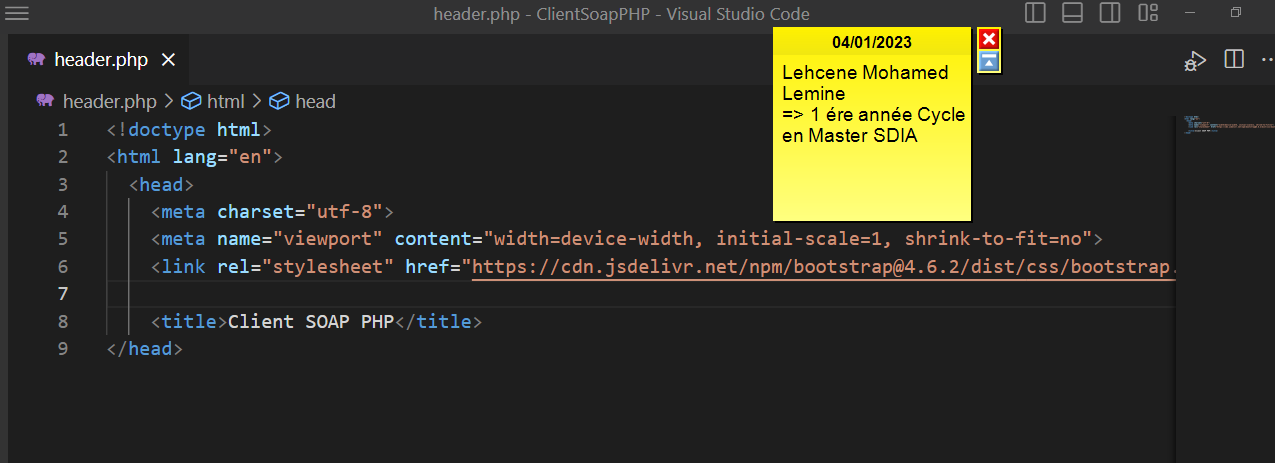 header.php - ClientSoapPHP - Visual Studio Code
header.php
04/01/2023
Lehcene Mohamed
Lemine
=> 1 ére année Cycle
en Master SDIA
header.php > html > head
1 <!doctype html>
2 <html lang="en">
3 <head>
4 <meta charset="utf-8">
5 <meta name="viewport" content="width=device-width, initial-scale=1, shrink-to-fit=no">
6 <link rel="stylesheet" href="https://cdn.jsdelivr.net/npm/bootstrap@4.6.2/dist/css/bootstrap.
7
8 <title>Client SOAP PHP</title>
9 </head>